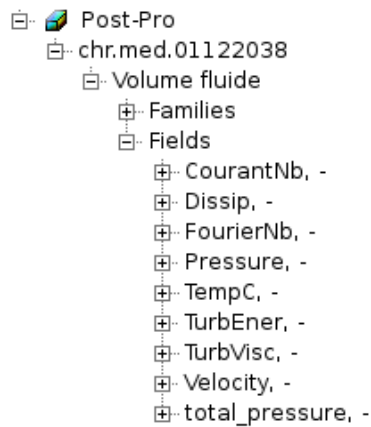 Post-Pro
chr.med.01122038
Volume fluide
Families
Fields
CourantNb, -
Dissip, -
FourierNb, -
Pressure, -
TempC, -
TurbEner, -
TurbVisc, -
Velocity, -
total_pressure, -